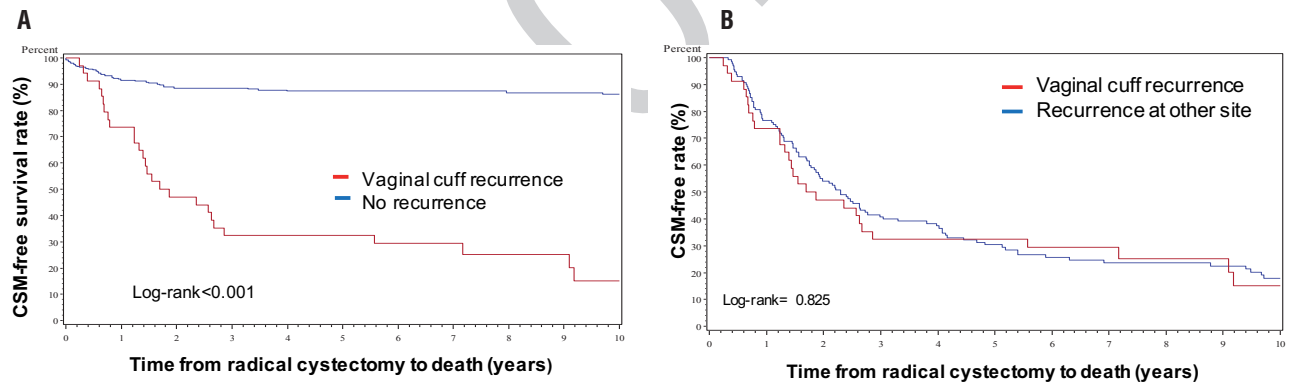 A
Percent
CSM-free survival rate (%)
100
90
80
70
60
50
40
30
20
10
0
Vaginal cuff recurrence
No recurrence
Log-rank<0.001
0 1 2 3 4 5 6 7 8 9 10
Time from radical cystectomy to death (years)
B
Percent
CSM-free rate (%)
100
90
80
70
60
50
40
30
20
10
0
Vaginal cuff recurrence
Recurrence at other site
Log-rank= 0.825
0 1 2 3 4 5 6 7 8 9 10
Time from radical cystectomy to death (years)